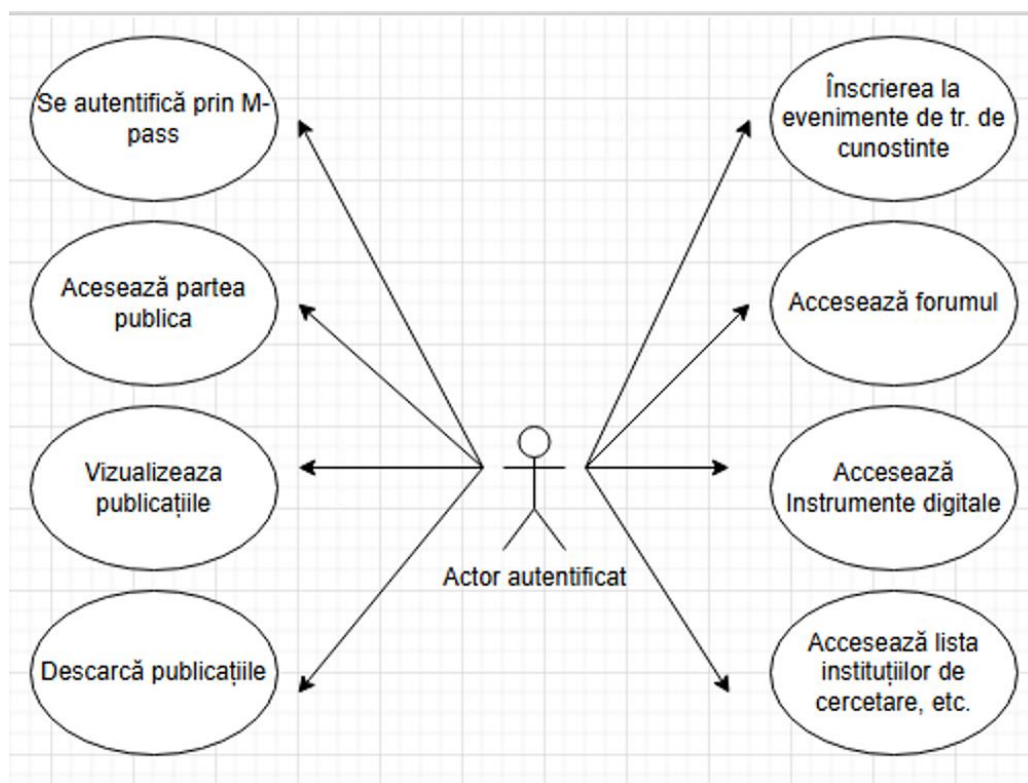 Se autentifică prin M-
pass
Acesează partea
publica
Vizualizeaza
publicațiile
Descarcă publicațiile
Actor autentificat
Înscrierea la
evenimente de tr. de
cunostinte
Accesează forumul
Accesează
Instrumente digitale
Accesează lista
instituțiilor de
cercetare, etc.